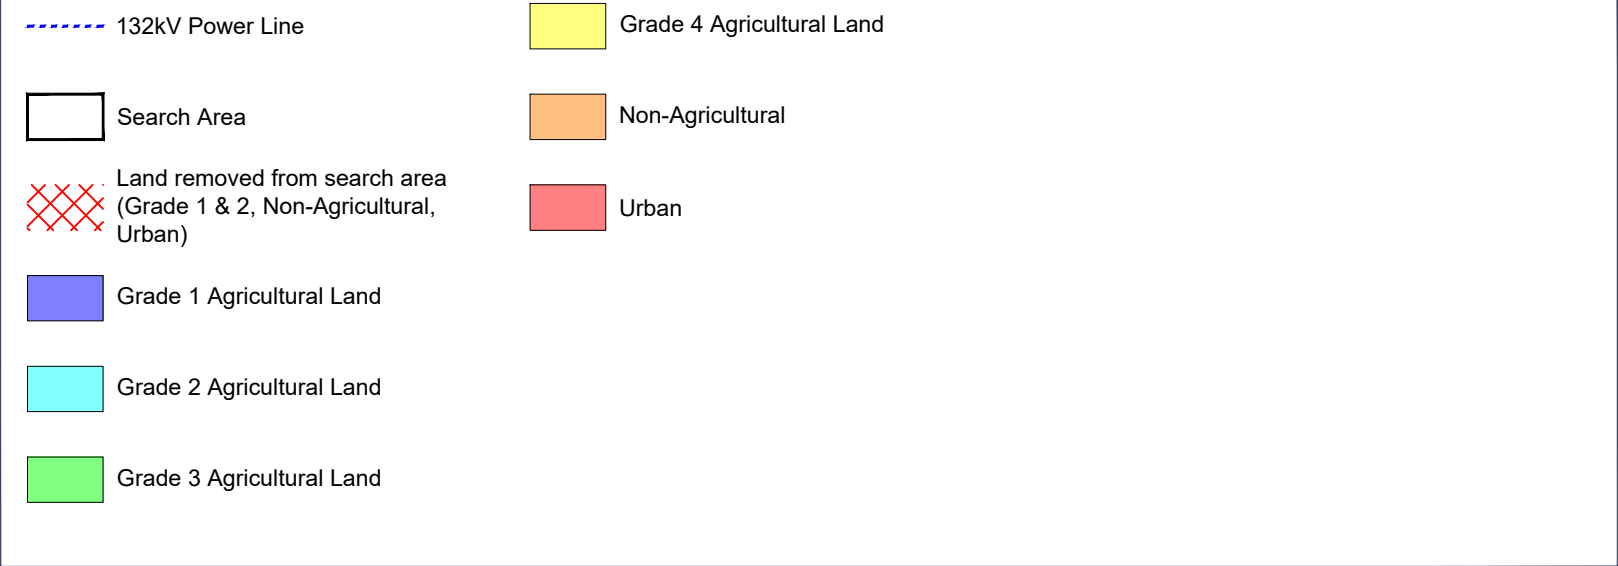 132kV Power Line
Search Area
Land removed from search area
(Grade 1 & 2, Non-Agricultural,
Urban)
Grade 1 Agricultural Land
Grade 2 Agricultural Land
Grade 3 Agricultural Land
Grade 4 Agricultural Land
Non-Agricultural
Urban